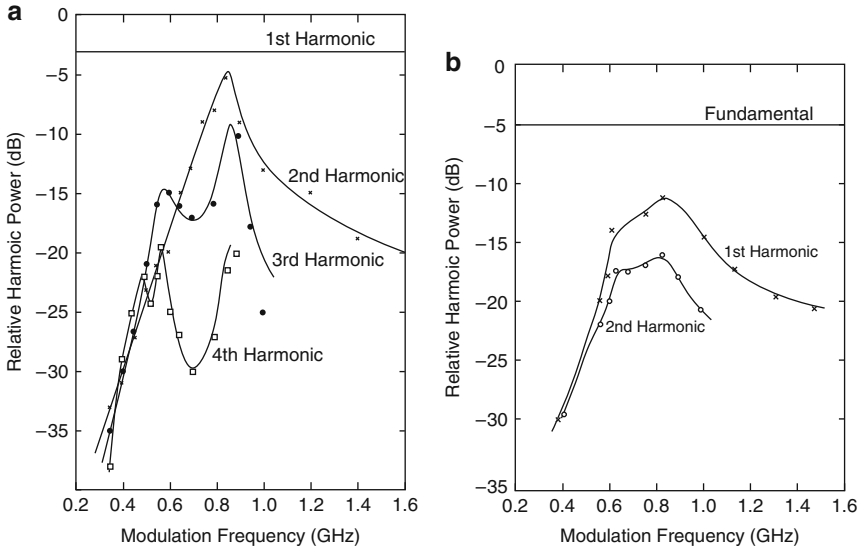 a
0
−5
−10
−15
−20
−25
−30
−35
Relative Harmoic Power (dB)
1st Harmonic
2nd Harmonic
3rd Harmonic
4th Harmonic
0.2 0.4 0.6 0.8 1.0 1.2 1.4 1.6
Modulation Frequency (GHz)
b
0
−5
−10
−15
−20
−25
−30
−35
Relative Harmoic Power (dB)
Fundamental
1st Harmonic
2nd Harmonic
0.2 0.4 0.6 0.8 1.0 1.2 1.4 1.6
Modulation Frequency (GHz)